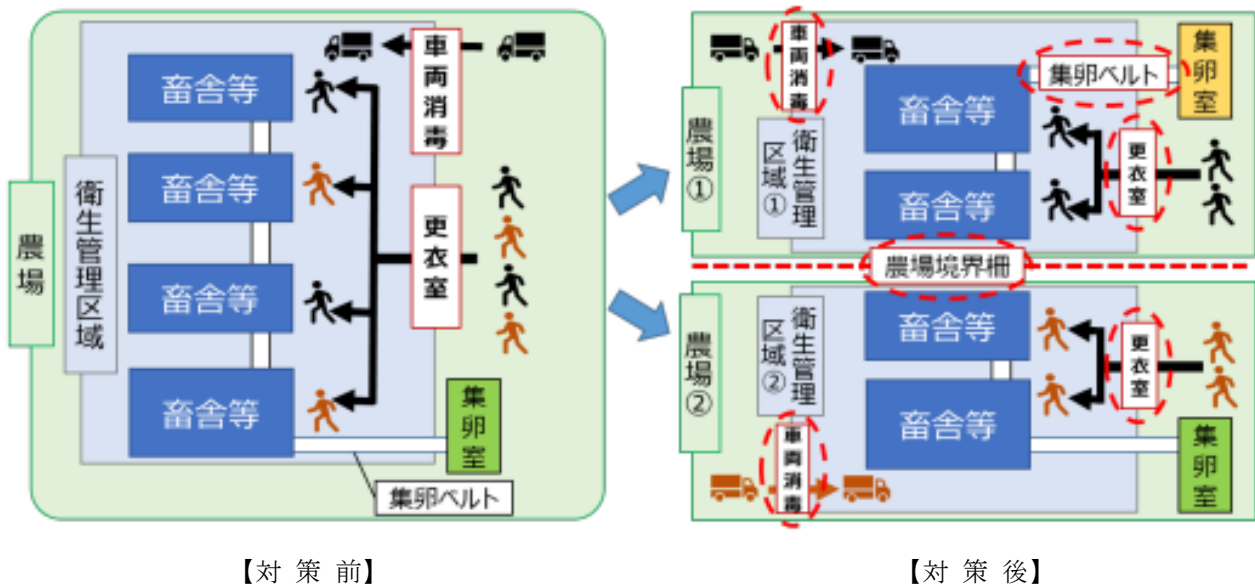 農場
衛生管理区域
畜舎等
畜舎等
畜舎等
畜舎等
車両消毒
更衣室
集卵室
集卵ベルト
【対 策 前】
農場①
衛生管理
区域①
車両消毒
畜舎等
畜舎等
集卵ベルト
集卵室
更衣室
農場境界柵
農場②
衛生管理
区域②
車両消毒
畜舎等
畜舎等
更衣室
集卵室
【対 策 後】